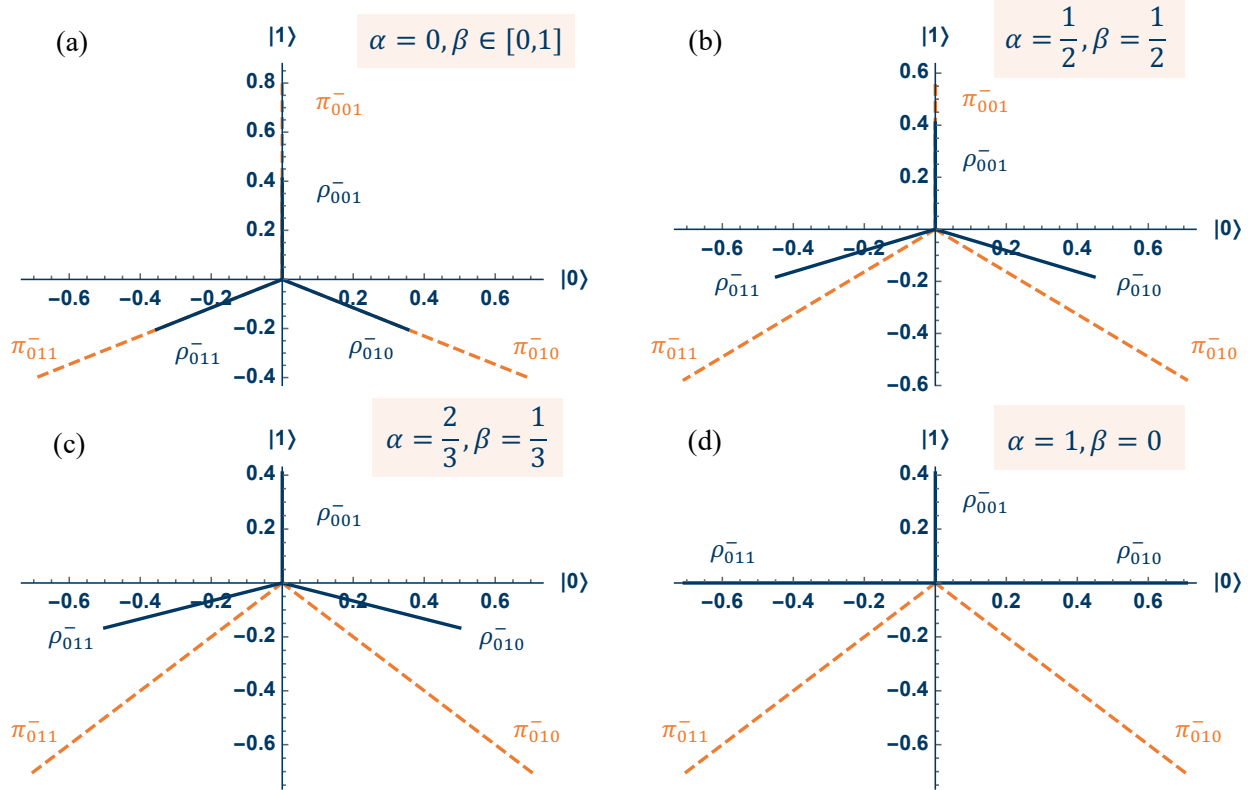 (a)
|1⟩
α = 0, β ∈ [0,1]
0.8
π⁻₀₀₁
0.6
0.4
ρ⁻₀₀₁
0.2
−0.6 −0.4 −0.2 0.2 0.4 0.6 |0⟩
π⁻₀₁₁ ρ⁻₀₁₁ −0.2 ρ⁻₀₁₀ π⁻₀₁₀
−0.4
(b)
|1⟩
α = 1/2, β = 1/2
0.6
π⁻₀₀₁
0.4
ρ⁻₀₀₁
0.2
−0.6 −0.4 −0.2 0.2 0.4 0.6 |0⟩
ρ⁻₀₁₁ −0.2 ρ⁻₀₁₀
π⁻₀₁₁ −0.4 π⁻₀₁₀
−0.6
(c)
|1⟩
α = 2/3, β = 1/3
0.4
ρ⁻₀₀₁
0.2
−0.6 −0.4 −0.2 0.2 0.4 0.6 |0⟩
ρ⁻₀₁₁ −0.2 ρ⁻₀₁₀
−0.4
π⁻₀₁₁ −0.6 π⁻₀₁₀
(d)
|1⟩
α = 1, β = 0
0.4
ρ⁻₀₀₁
0.2
ρ⁻₀₁₁ ρ⁻₀₁₀
−0.6 −0.4 −0.2 0.2 0.4 0.6 |0⟩
−0.2
−0.4
π⁻₀₁₁ −0.6 π⁻₀₁₀